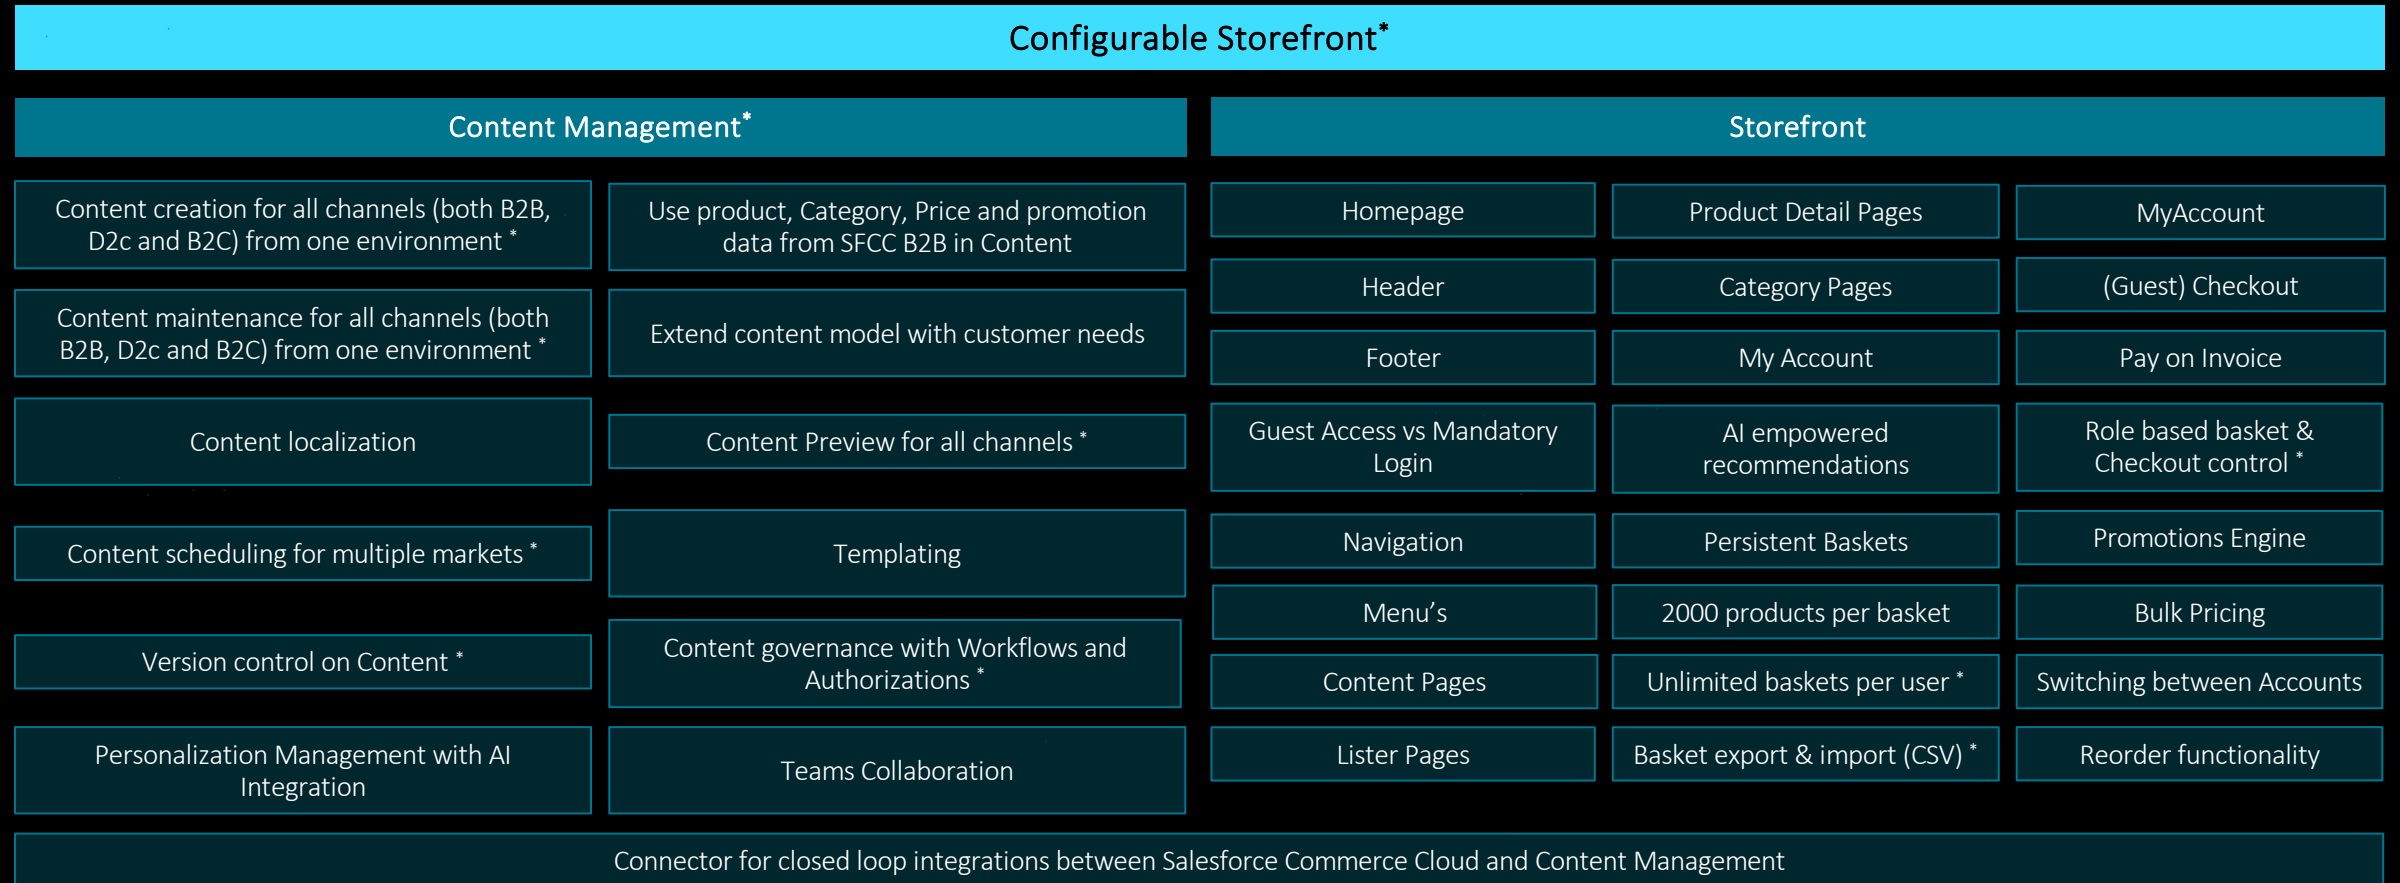 Configurable Storefront*
Content Management*
Content creation for all channels (both B2B,
D2c and B2C) from one environment *
Use product, Category, Price and promotion
data from SFCC B2B in Content
Content maintenance for all channels (both
B2B, D2c and B2C) from one environment *
Extend content model with customer needs
Content localization
Content Preview for all channels *
Content scheduling for multiple markets *
Templating
Version control on Content *
Content governance with Workflows and
Authorizations *
Personalization Management with AI
Integration
Teams Collaboration
Storefront
Homepage
Product Detail Pages
MyAccount
Header
Category Pages
(Guest) Checkout
Footer
My Account
Pay on Invoice
Guest Access vs Mandatory
Login
AI empowered
recommendations
Role based basket &
Checkout control *
Navigation
Persistent Baskets
Promotions Engine
Menu’s
2000 products per basket
Bulk Pricing
Content Pages
Unlimited baskets per user *
Switching between Accounts
Lister Pages
Basket export & import (CSV) *
Reorder functionality
Connector for closed loop integrations between Salesforce Commerce Cloud and Content Management